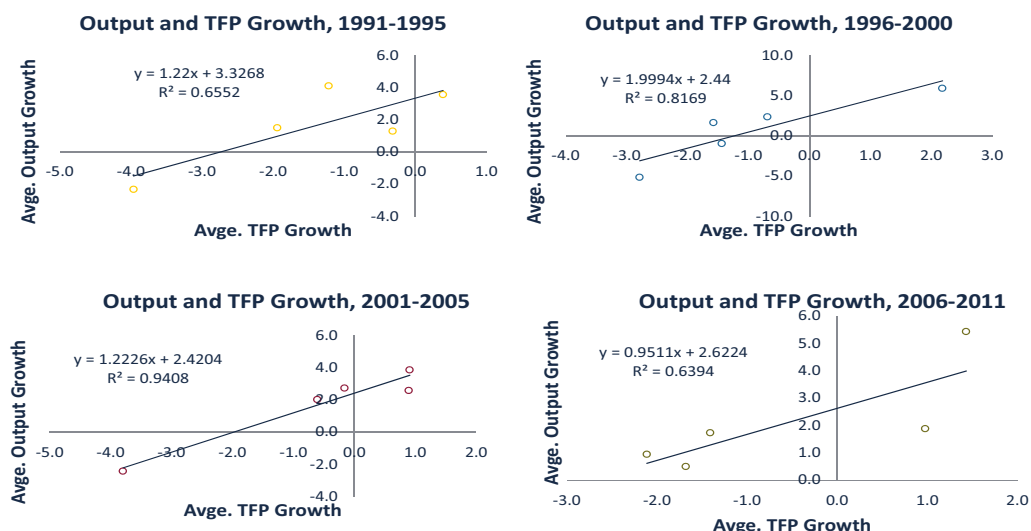 Output and TFP Growth, 1991-1995
6.0
y = 1.22x + 3.3268
R² = 0.6552
4.0
2.0
0.0
-5.0 -4.0 -3.0 -2.0 -1.0 0.0 1.0
-2.0
-4.0
Avge. Output Growth
Avge. TFP Growth
Output and TFP Growth, 1996-2000
10.0
y = 1.9994x + 2.44
R² = 0.8169
5.0
0.0
-4.0 -3.0 -2.0 -1.0 0.0 1.0 2.0 3.0
-5.0
-10.0
Avge. Output Growth
Avge. TFP Growth
Output and TFP Growth, 2001-2005
6.0
y = 1.2226x + 2.4204
R² = 0.9408
4.0
2.0
0.0
-5.0 -4.0 -3.0 -2.0 -1.0 0.0 1.0 2.0
-2.0
-4.0
Avge. Output Growth
Avge. TFP Growth
Output and TFP Growth, 2006-2011
6.0
y = 0.9511x + 2.6224
R² = 0.6394
5.0
4.0
3.0
2.0
1.0
0.0
-3.0 -2.0 -1.0 0.0 1.0 2.0
Avge. Output Growth
Avge. TFP Growth